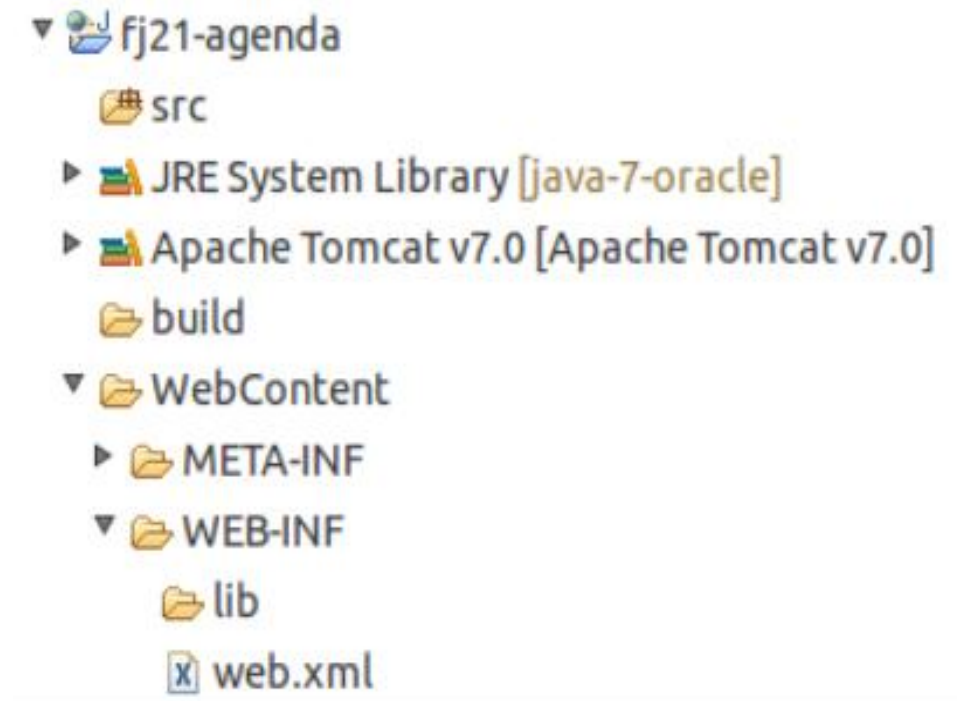 fj21-agenda
src
JRE System Library [java-7-oracle]
Apache Tomcat v7.0 [Apache Tomcat v7.0]
build
WebContent
META-INF
WEB-INF
lib
web.xml